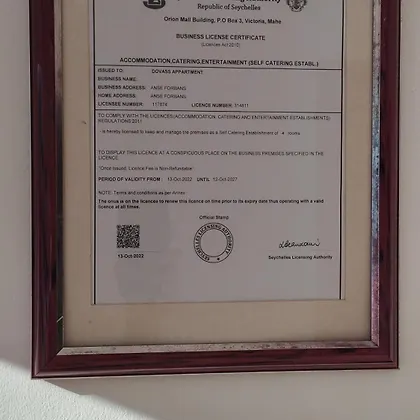 Republic of Seychelles
Orion Mall Building, P.O Box 3, Victoria, Mahe
BUSINESS LICENSE CERTIFICATE
(Licences Act 2010)
ACCOMMODATION,CATERING,ENTERTAINMENT (SELF CATERING ESTABL.)
ISSUED TO: DOVASS APPARTMENT
BUSINESS NAME:
BUSINESS ADDRESS: ANSE FORBANS
HOME ADDRESS: ANSE FORBANS
LICENSEE NUMBER: LICENCE NUMBER:
TO COMPLY WITH THE LICENCES(ACCOMMODATION, CATERING AND ENTERTAINMENT ESTABLISHMENTS)
REGULATIONS 2011
is hereby licensed to keep and manage the premises as a Self Catering Establishment of 4 rooms
TO DISPLAY THIS LICENCE AT A CONSPICUOUS PLACE ON THE BUSINESS PREMISES SPECIFIED IN THE
LICENCE
"Once Issued, Licence Fee is Non-Refundable"
PERIOD OF VALIDITY FROM : 13-Oct-2022 UNTIL 12-Oct-2027
NOTE: Terms and conditions as per Annex
The onus is on the licencee to renew this licence on time prior to its expiry date thus operating with a valid
licence at all times.
Official Stamp
SEYCHELLES LICENSING AUTHORITY
13-Oct-2022
Seychelles Licensing Authority